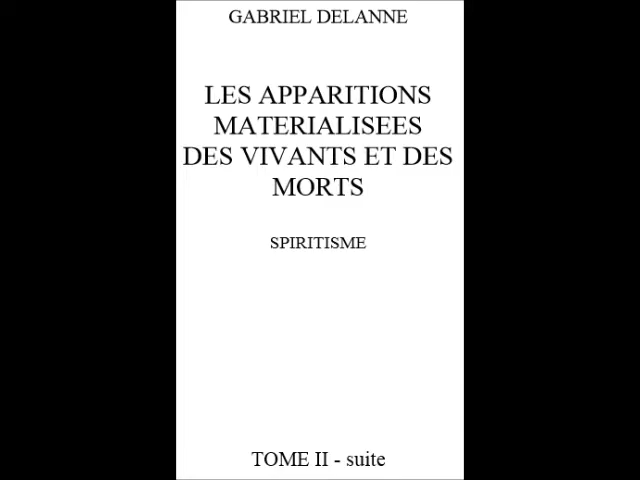 GABRIEL DELANNE
LES APPARITIONS
MATERIALISEES
DES VIVANTS ET DES
MORTS
SPIRITISME
TOME II - suite